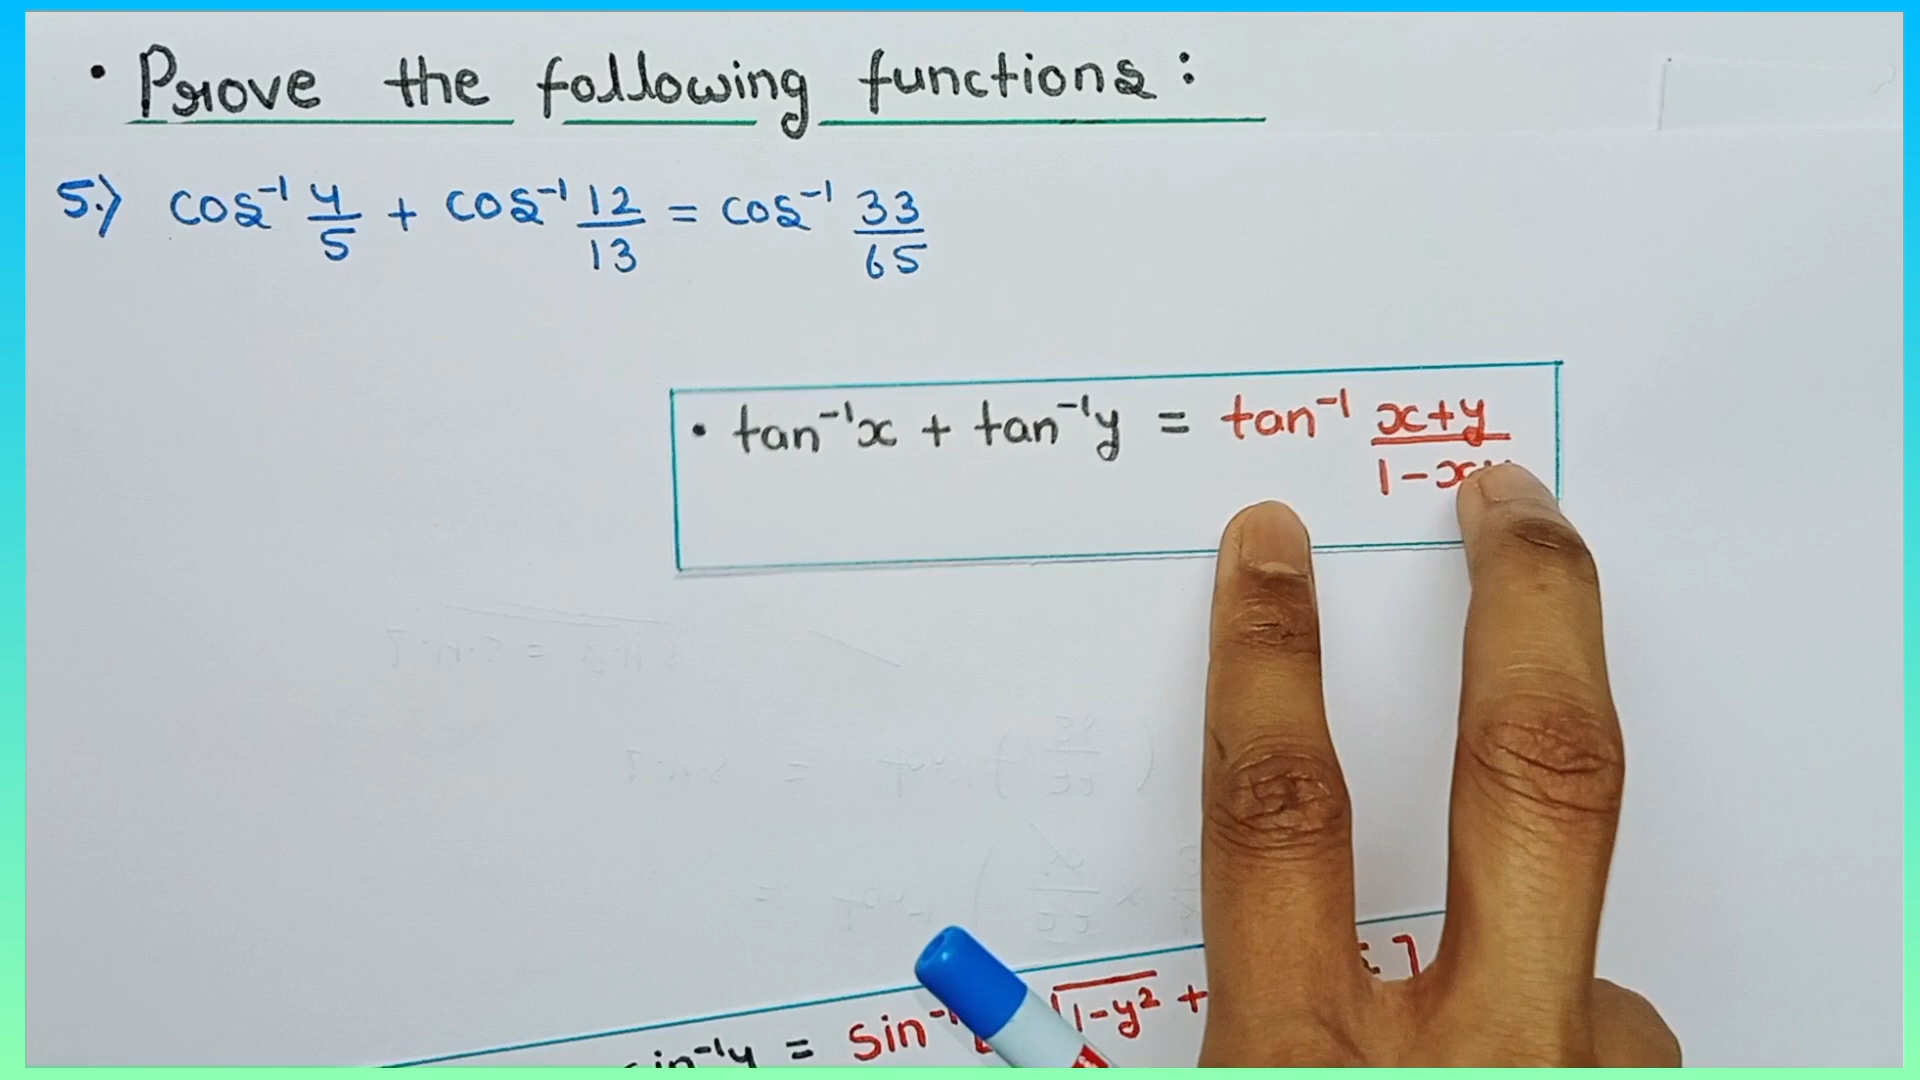 • Prove the following functions:
5.) cos⁻¹ 4/5 + cos⁻¹ 12/13 = cos⁻¹ 33/65
• tan⁻¹x + tan⁻¹y = tan⁻¹ x+y/1-xy
sin⁻¹y = sin⁻¹ √1-y² +